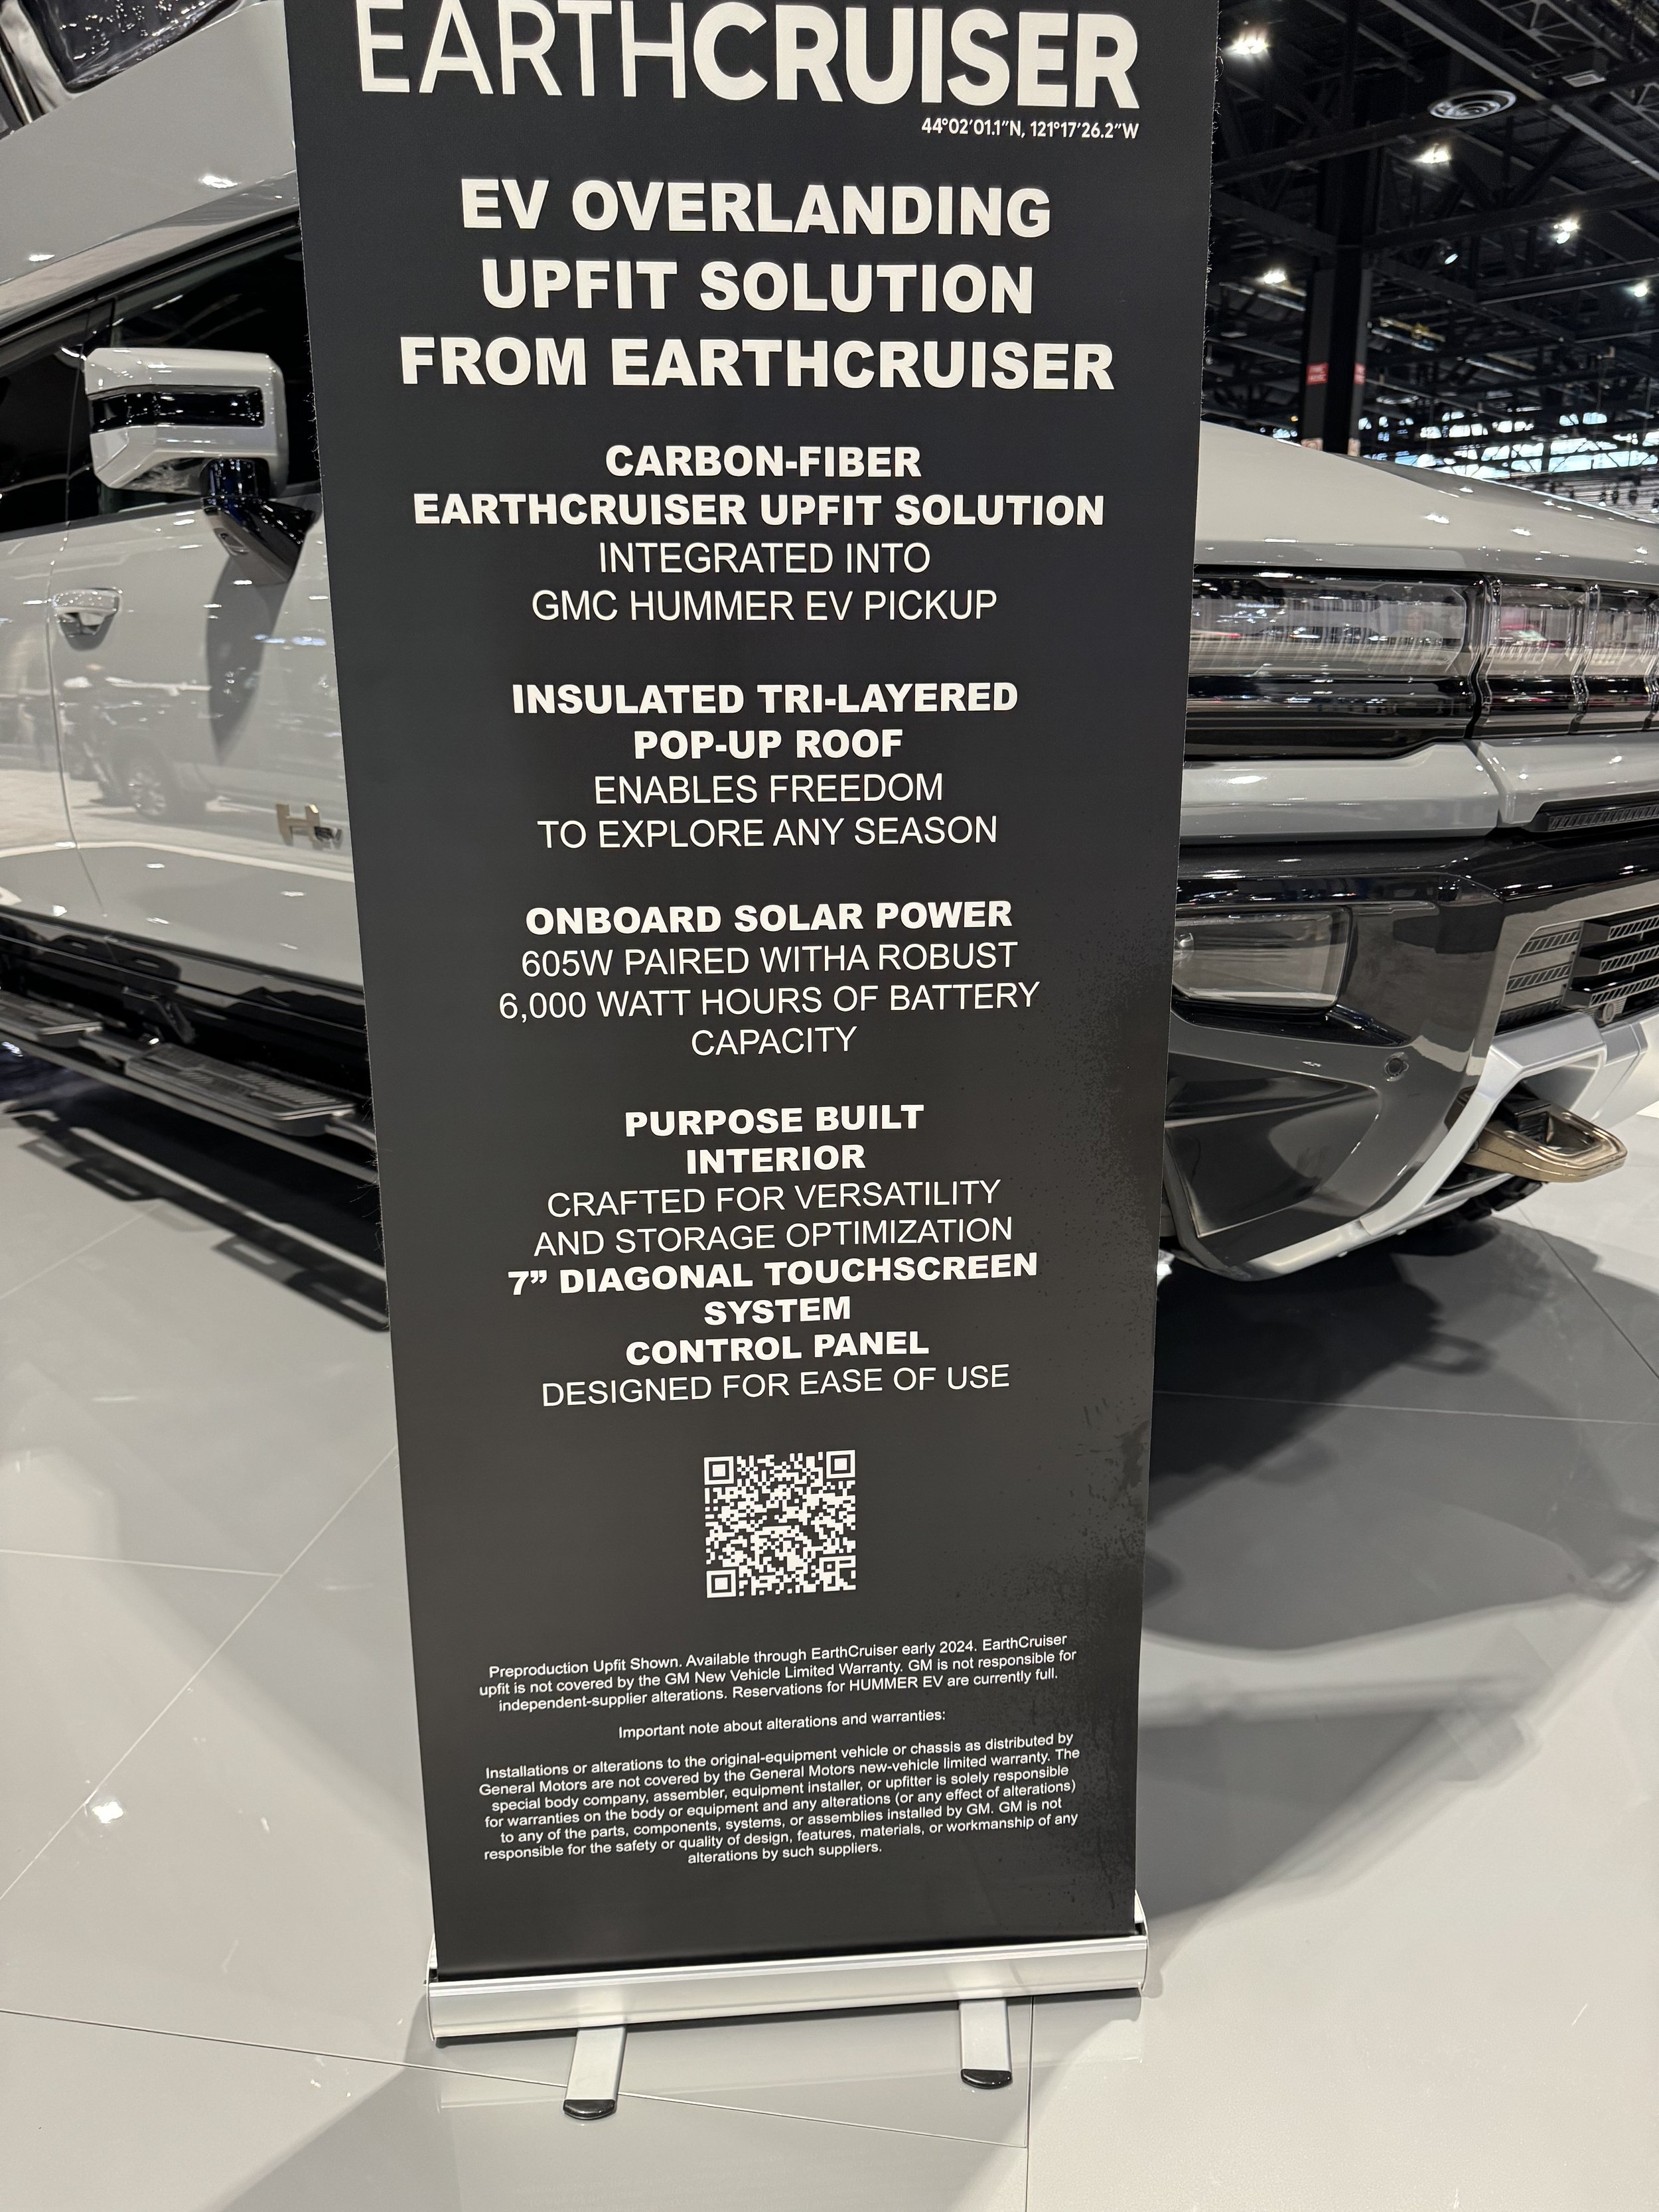 EARTHCRUISER
44°02'01.1"N, 121°17'26.2"W
EV OVERLANDING
UPFIT SOLUTION
FROM EARTHCRUISER
CARBON-FIBER
EARTHCRUISER UPFIT SOLUTION
INTEGRATED INTO
GMC HUMMER EV PICKUP
INSULATED TRI-LAYERED
POP-UP ROOF
ENABLES FREEDOM
TO EXPLORE ANY SEASON
ONBOARD SOLAR POWER
605W PAIRED WITHA ROBUST
6,000 WATT HOURS OF BATTERY
CAPACITY
PURPOSE BUILT
INTERIOR
CRAFTED FOR VERSATILITY
AND STORAGE OPTIMIZATION
7” DIAGONAL TOUCHSCREEN
SYSTEM
CONTROL PANEL
DESIGNED FOR EASE OF USE
Preproduction Upfit Shown. Available through EarthCruiser early 2024. EarthCruiser
upfit is not covered by the GM New Vehicle Limited Warranty. GM is not responsible for
independent-supplier alterations. Reservations for HUMMER EV are currently full.
Important note about alterations and warranties:
Installations or alterations to the original-equipment vehicle or chassis as distributed by
General Motors are not covered by the General Motors new-vehicle limited warranty. The
special body company, assembler, equipment installer, or upfitter is solely responsible
for warranties on the body or equipment and any alterations (or any effect of alterations)
to any of the parts, components, systems, or assemblies installed by GM. GM is not
responsible for the safety or quality of design, features, materials, or workmanship of any
alterations by such suppliers.